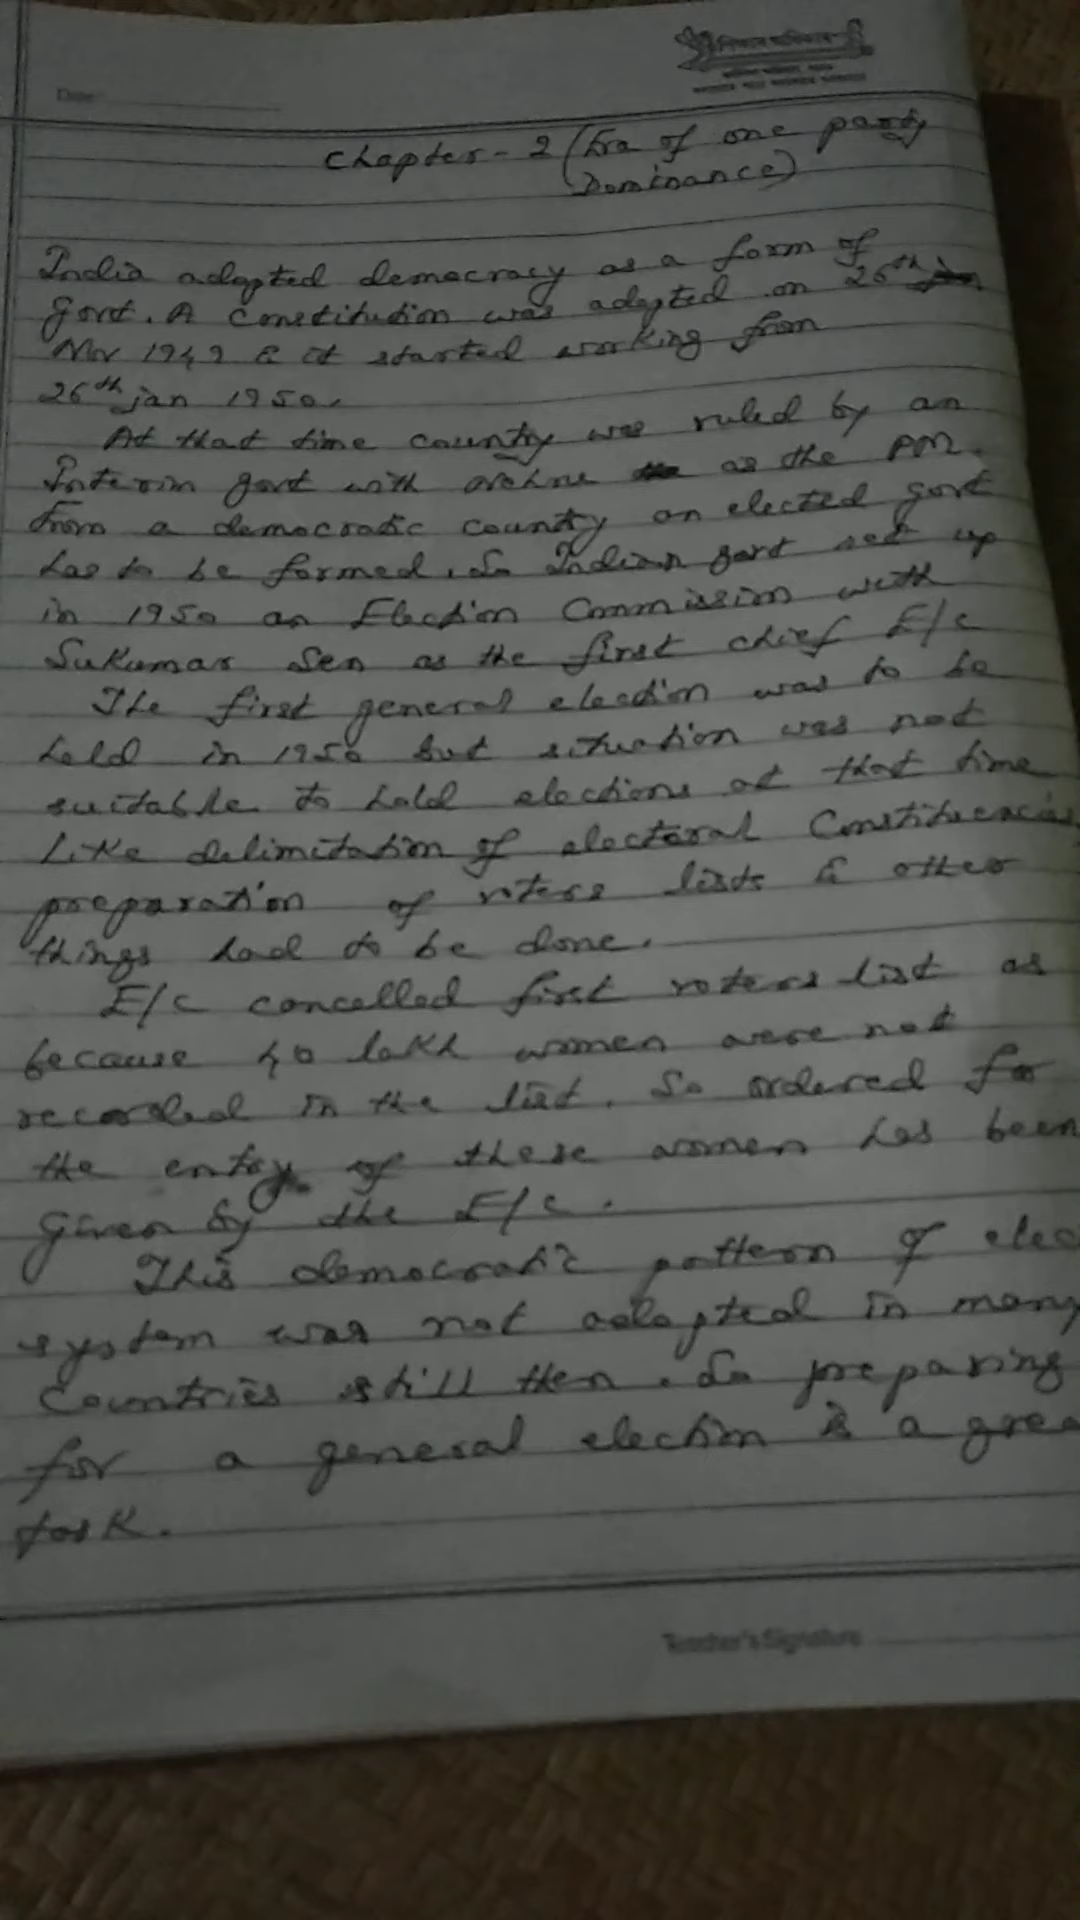 Date
Chapter - 2 (Era of one party
Dominance)
India adopted democracy as a form of
govt. A Constitution was adopted on 26th
Nov 1949 & it started working from
26th jan 1950.
At that time country was ruled by an
Interim govt with as the PM.
From a democratic country an elected govt
has to be formed. So Indian govt set up
in 1950 an Election Commission with
Sukumar Sen as the first chief E/c
The first general election was to be
held in 1950 but situation was not
suitable to hold elections at that time
like delimitation of electoral Constituencies
preparation of voters lists & other
things had to be done.
E/c cancelled first voters list as
because 40 lakh women were not
recorded in the list. So ordered for
the entry of these women has been
given by the E/c.
This democratic pattern of elec
system was not adopted in many
Countries still then. So preparing
for a general election is a grea
task.
Teacher's Signature